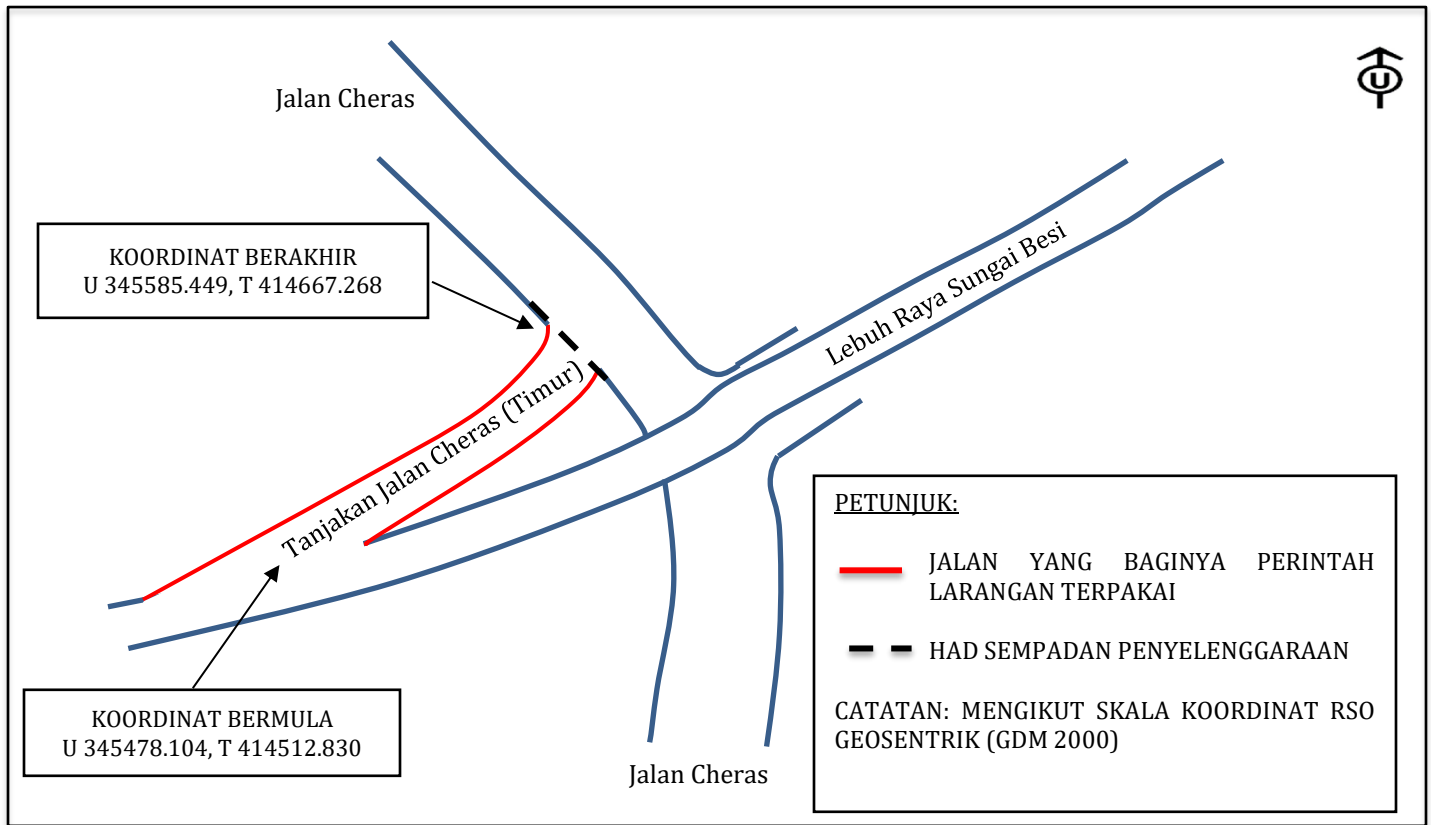 Jalan Cheras
U
KOORDINAT BERAKHIR
U 345585.449, T 414667.268
Lebuh Raya Sungai Besi
Tanjakan Jalan Cheras (Timur)
KOORDINAT BERMULA
U 345478.104, T 414512.830
Jalan Cheras
PETUNJUK:
JALAN YANG BAGINYA PERINTAH
LARANGAN TERPAKAI
HAD SEMPADAN PENYELENGGARAAN
CATATAN: MENGIKUT SKALA KOORDINAT RSO
GEOSENTRIK (GDM 2000)